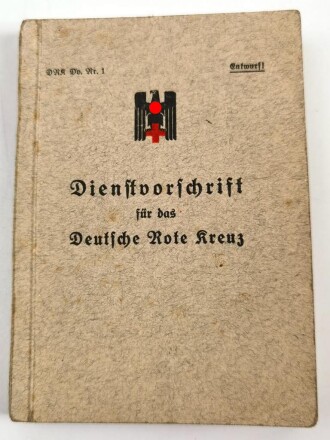 DRK Dv. Nr. 1
Entwurf!
Dienstvorschrift
für das
Deutsche Rote Kreuz